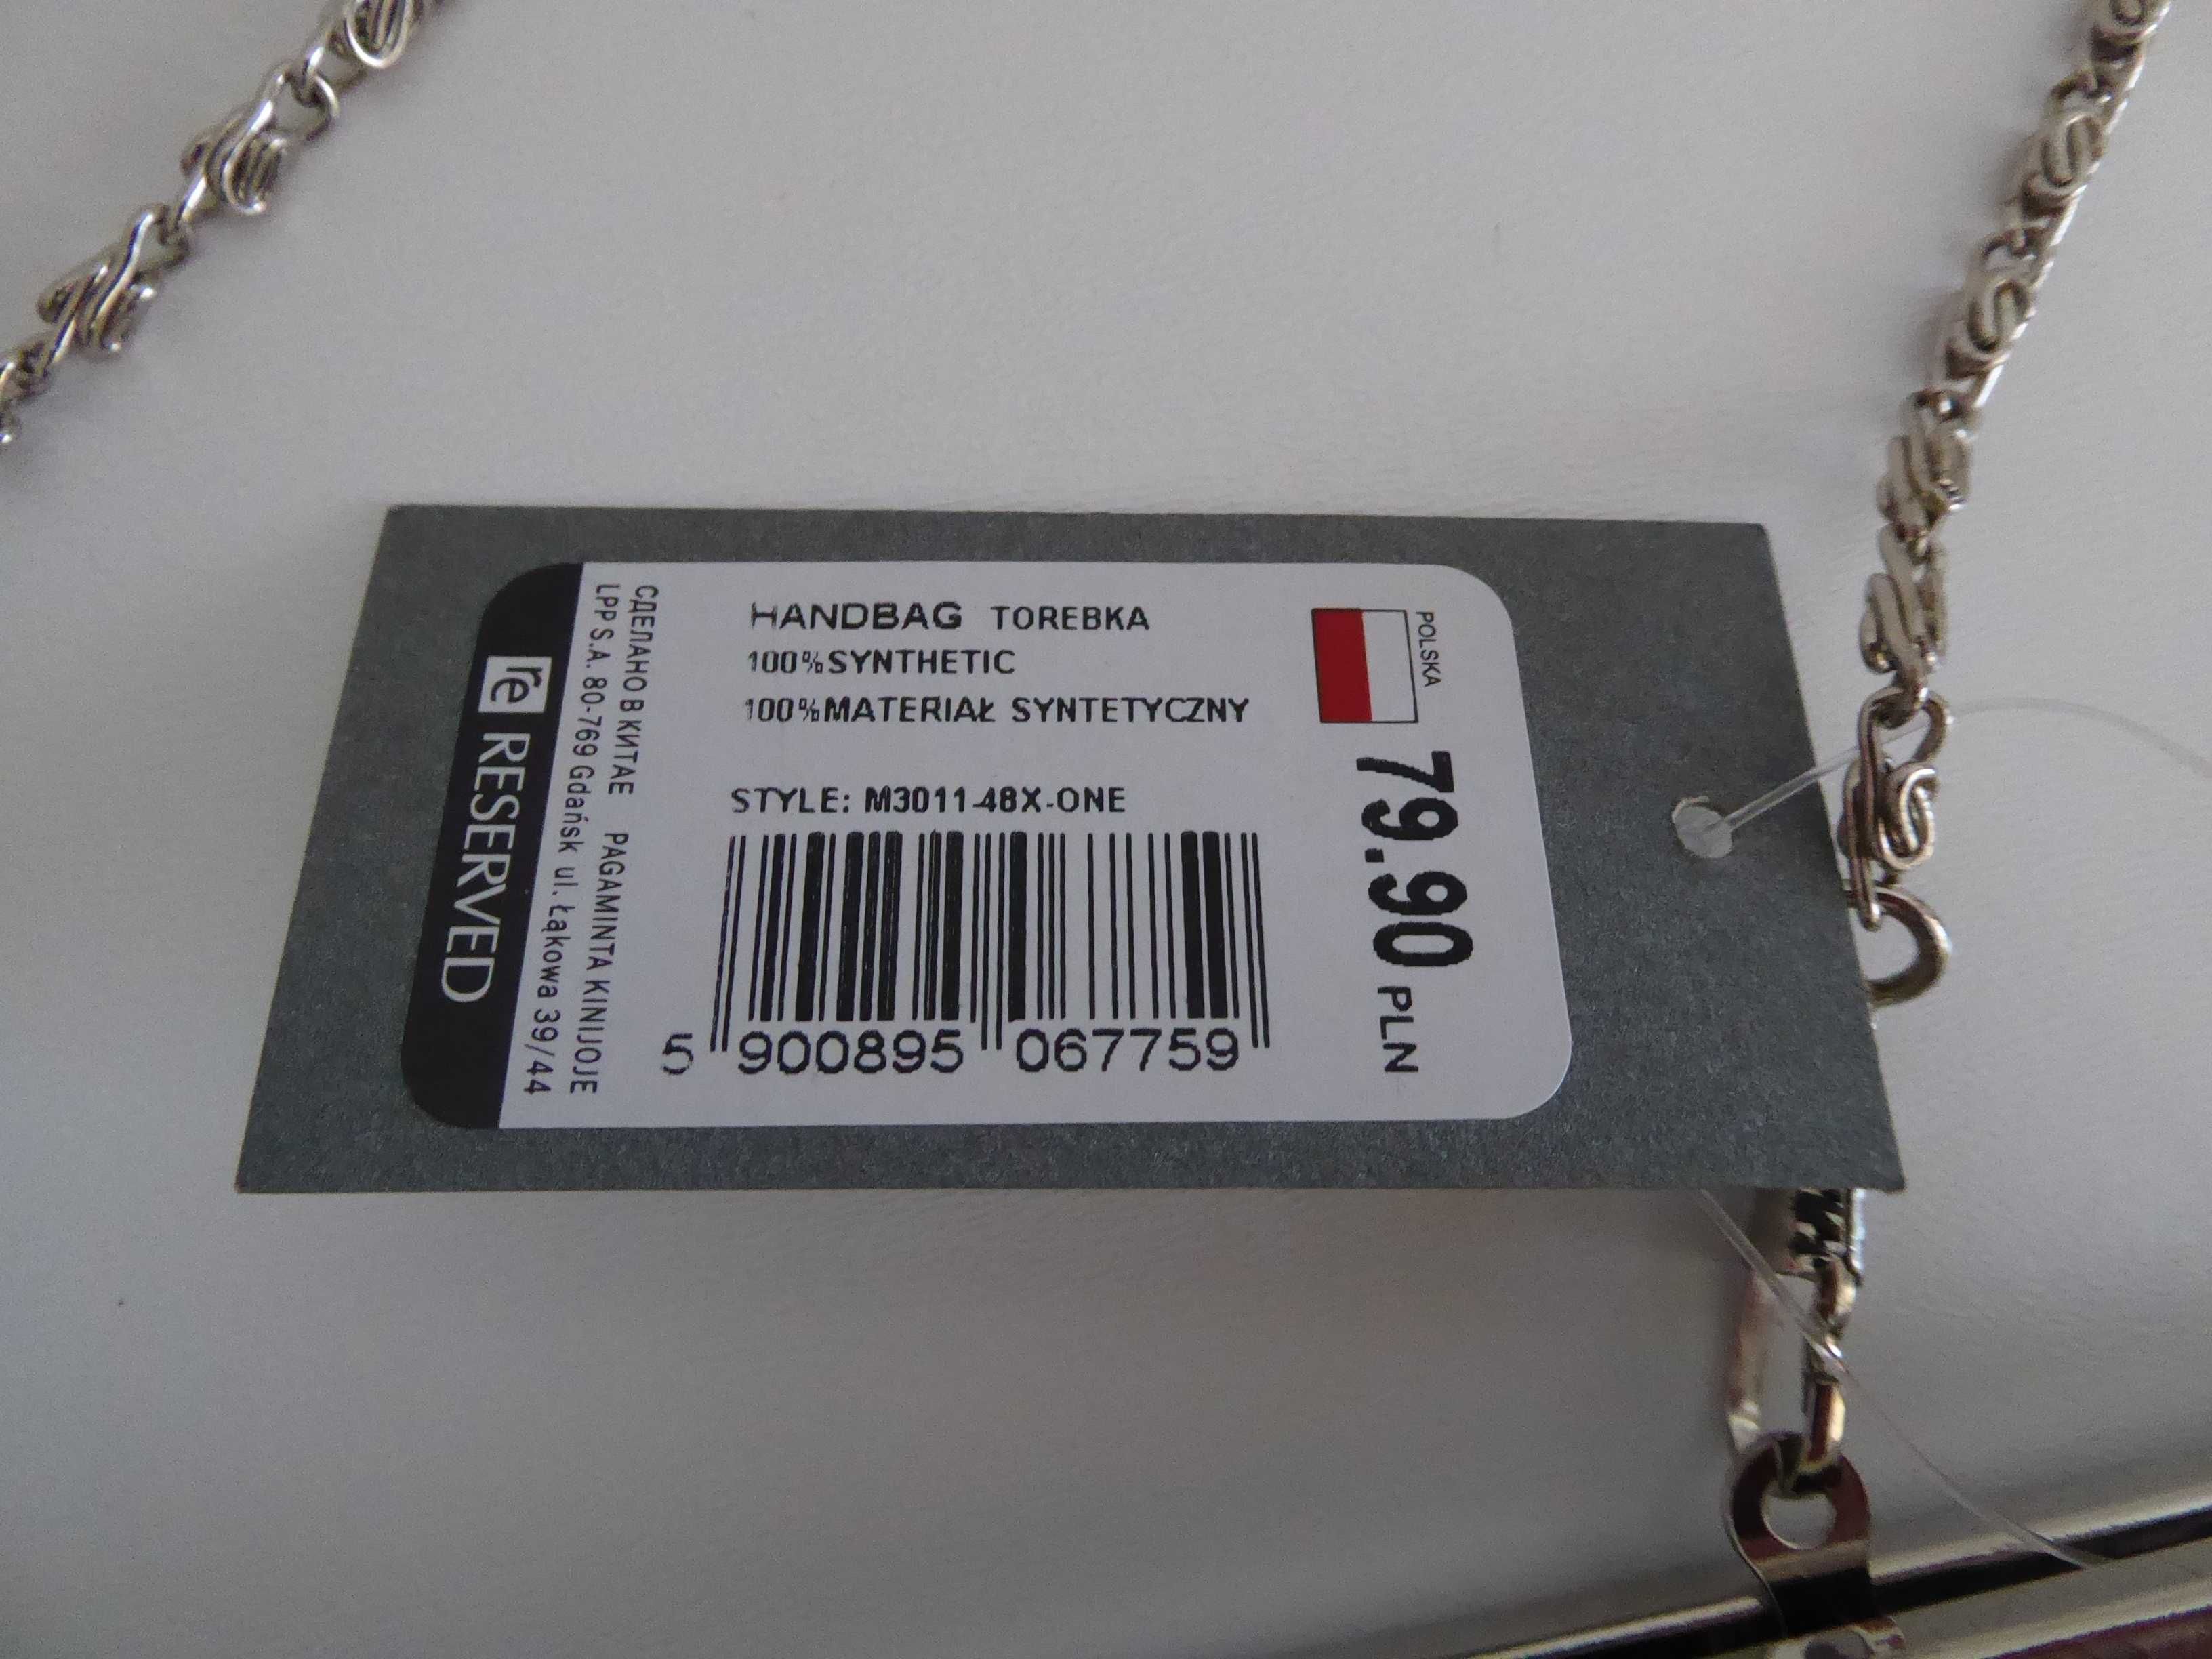 HANDBAG TOREBKA
100%SYNTHETIC
100%MATERIAŁ SYNTETYCZNY
STYLE: M3011-48X-ONE
5 900895 067759
POLSKA
79.90 PLN
СДЕЛАНО В КИТАЕ PAGAMINTA KINIJOJE
LPP S.A. 80-769 Gdańsk ul. Łąkowa 39/44
re RESERVED